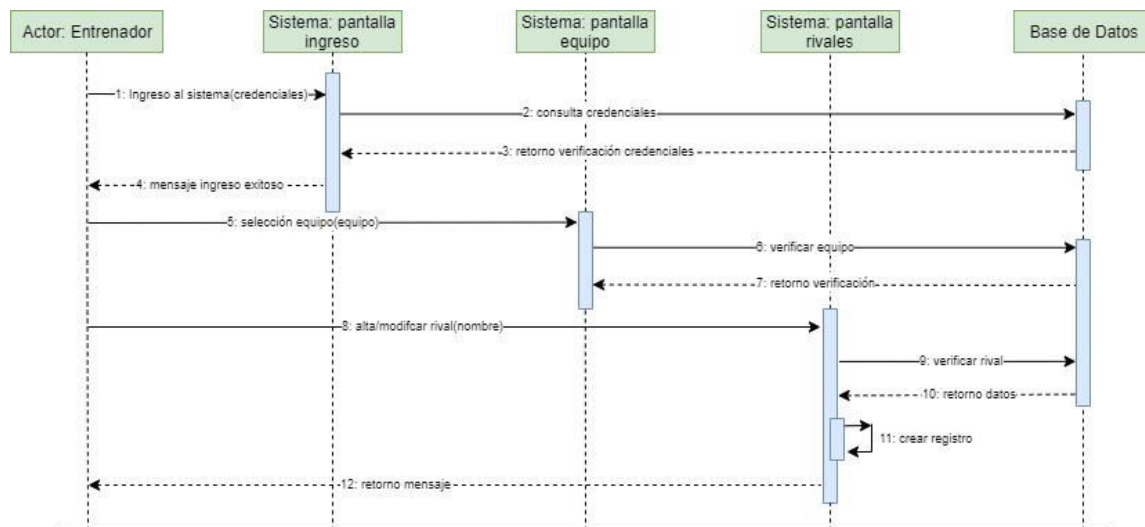 Actor: Entrenador
Sistema: pantalla
ingreso
Sistema: pantalla
equipo
Sistema: pantalla
rivales
Base de Datos
1: Ingreso al sistema(credenciales)
2: consulta credenciales
3: retorno verificación credenciales
4: mensaje ingreso exitoso
5: selección equipo(equipo)
6: verificar equipo
7: retorno verificación
8: alta/modifcar rival(nombre)
9: verificar rival
10: retorno datos
11: crear registro
12: retorno mensaje